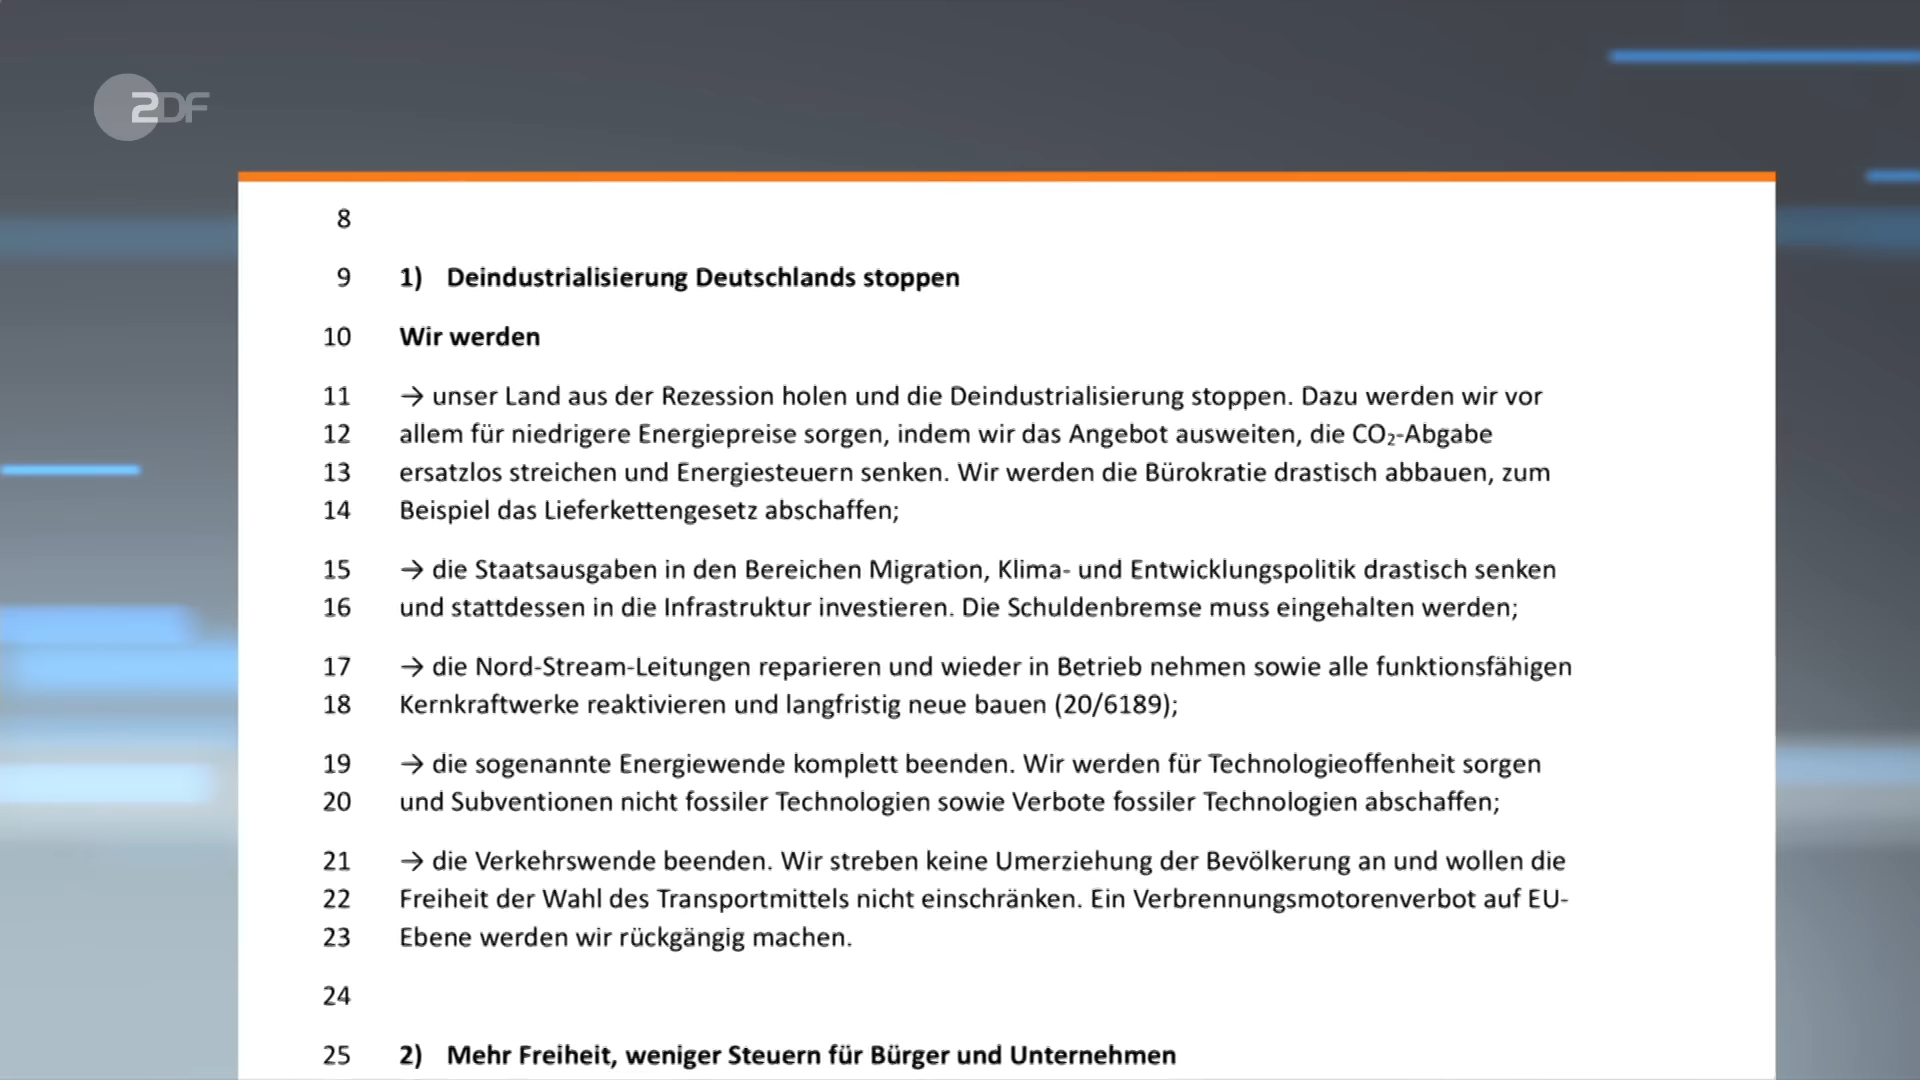 ZDF
8
9 1) Deindustrialisierung Deutschlands stoppen
10 Wir werden
11 → unser Land aus der Rezession holen und die Deindustrialisierung stoppen. Dazu werden wir vor
12 allem für niedrigere Energiepreise sorgen, indem wir das Angebot ausweiten, die CO₂-Abgabe
13 ersatzlos streichen und Energiesteuern senken. Wir werden die Bürokratie drastisch abbauen, zum
14 Beispiel das Lieferkettengesetz abschaffen;
15 → die Staatsausgaben in den Bereichen Migration, Klima- und Entwicklungspolitik drastisch senken
16 und stattdessen in die Infrastruktur investieren. Die Schuldenbremse muss eingehalten werden;
17 → die Nord-Stream-Leitungen reparieren und wieder in Betrieb nehmen sowie alle funktionsfähigen
18 Kernkraftwerke reaktivieren und langfristig neue bauen (20/6189);
19 → die sogenannte Energiewende komplett beenden. Wir werden für Technologieoffenheit sorgen
20 und Subventionen nicht fossiler Technologien sowie Verbote fossiler Technologien abschaffen;
21 → die Verkehrswende beenden. Wir streben keine Umerziehung der Bevölkerung an und wollen die
22 Freiheit der Wahl des Transportmittels nicht einschränken. Ein Verbrennungsmotorenverbot auf EU-
23 Ebene werden wir rückgängig machen.
24
25 2) Mehr Freiheit, weniger Steuern für Bürger und Unternehmen